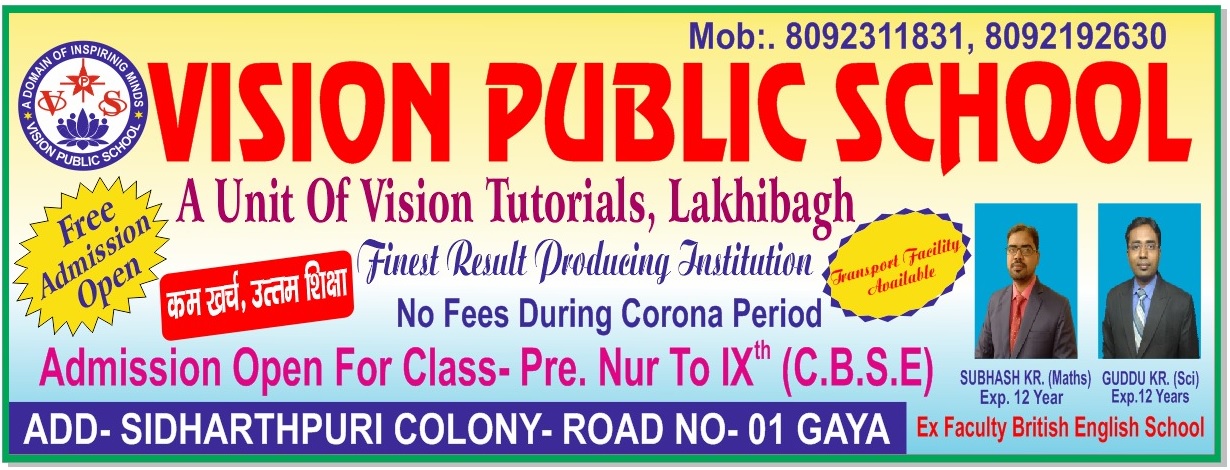 Mob:. 8092311831, 8092192630
A DOMAIN OF INSPIRINIG MINDS
V P S
VISION PUBLIC SCHOOL
VISION PUBLIC SCHOOL
A Unit Of Vision Tutorials, Lakhibagh
Free
Admission
Open
कम खर्च, उत्तम शिक्षा
Finest Result Producing Institution
Transport Facility
Available
No Fees During Corona Period
Admission Open For Class- Pre. Nur To IXth (C.B.S.E)
SUBHASH KR. (Maths)
Exp. 12 Year
GUDDU KR. (Sci)
Exp.12 Years
ADD- SIDHARTHPURI COLONY- ROAD NO- 01 GAYA
Ex Faculty British English School